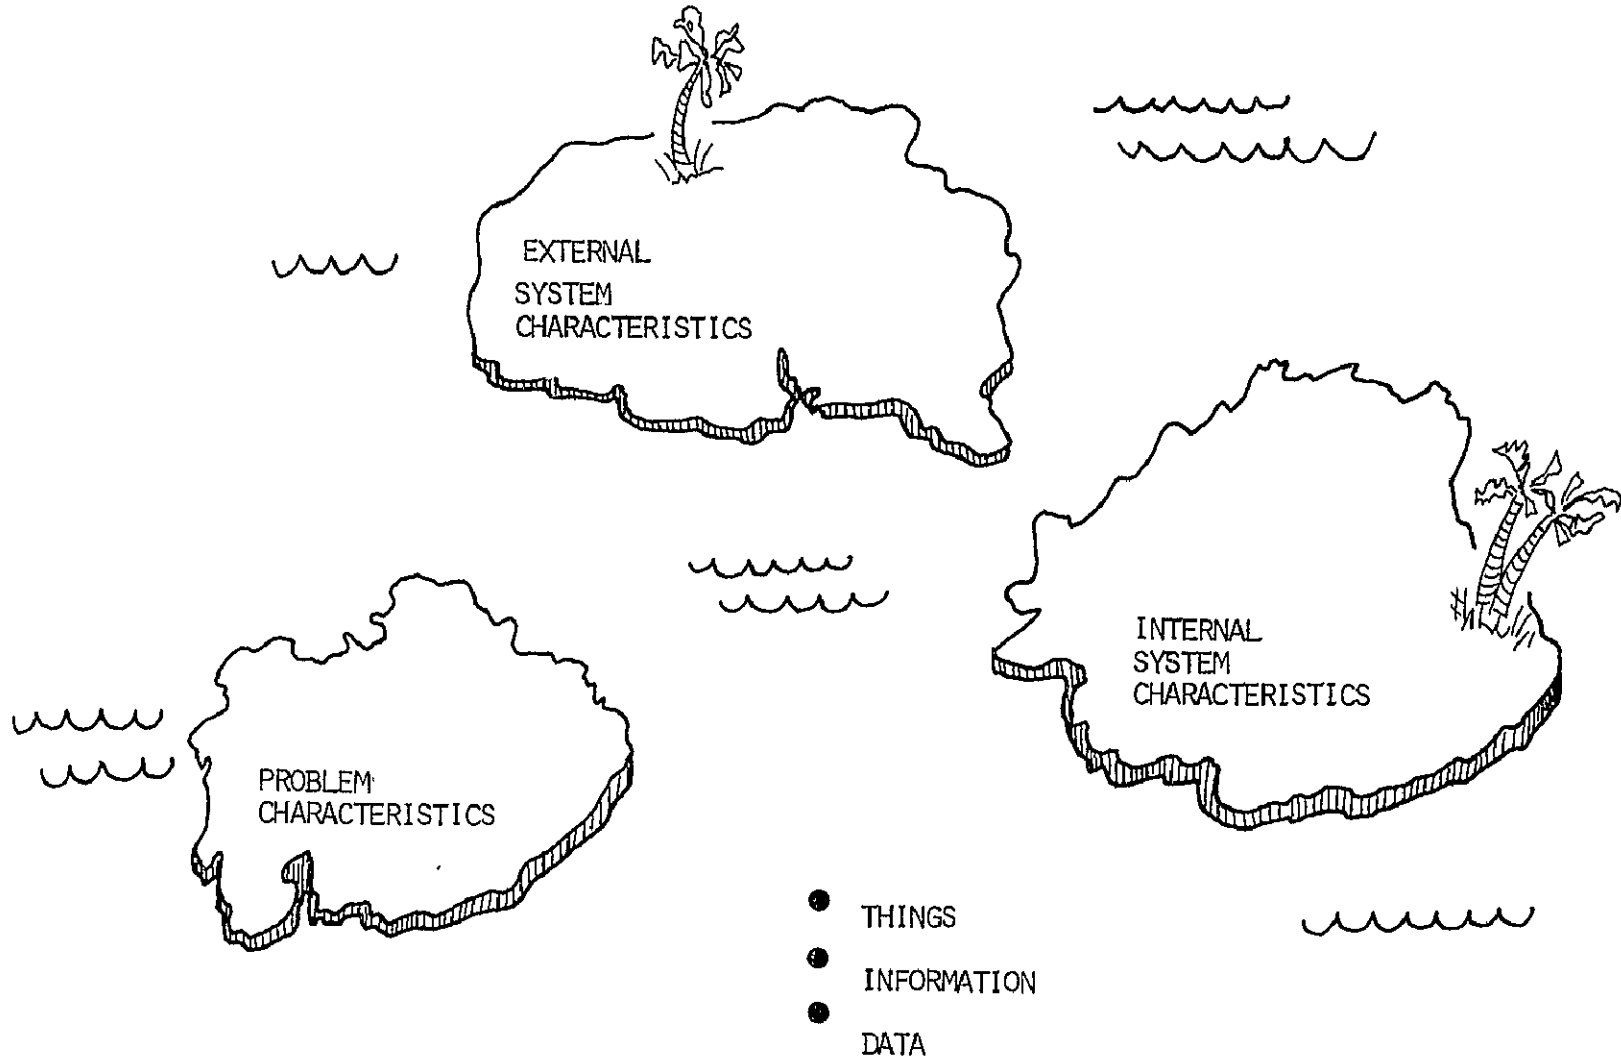 EXTERNAL
SYSTEM
CHARACTERISTICS
INTERNAL
SYSTEM
CHARACTERISTICS
PROBLEM
CHARACTERISTICS
● THINGS
● INFORMATION
● DATA